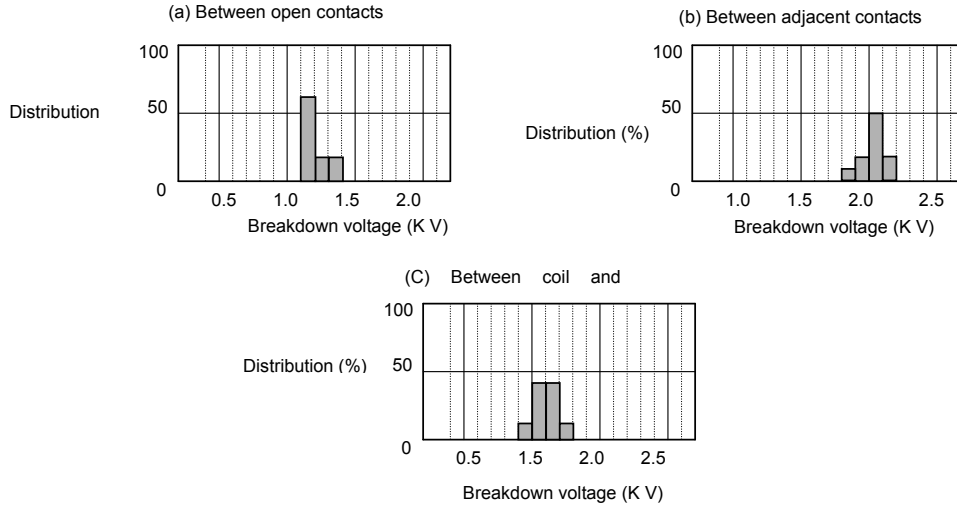 (a) Between open contacts
100
Distribution 50
0
0.5 1.0 1.5 2.0
Breakdown voltage (K V)
(b) Between adjacent contacts
100
50
Distribution (%)
0
1.0 1.5 2.0 2.5
Breakdown voltage (K V)
(C) Between coil and
100
Distribution (%) 50
0
0.5 1.5 2.0 2.5
Breakdown voltage (K V)